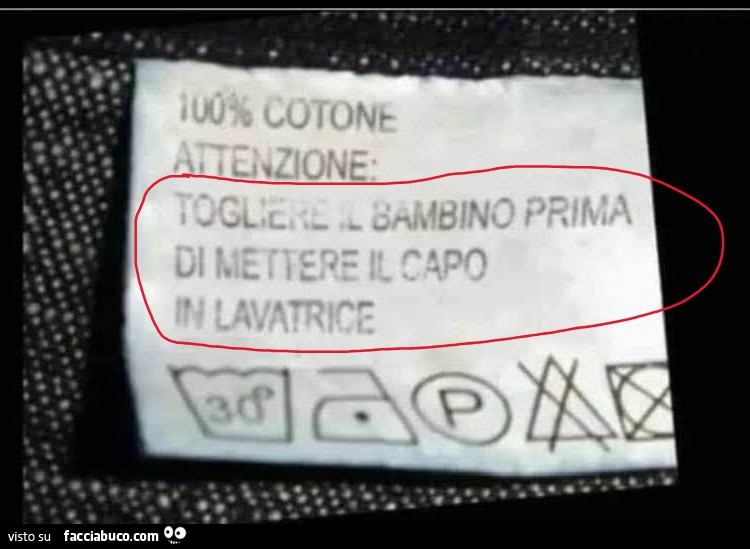 100% COTONE
ATTENZIONE:
TOGLIERE IL BAMBINO PRIMA
DI METTERE IL CAPO
IN LAVATRICE
30° P
visto su facciabuco.com